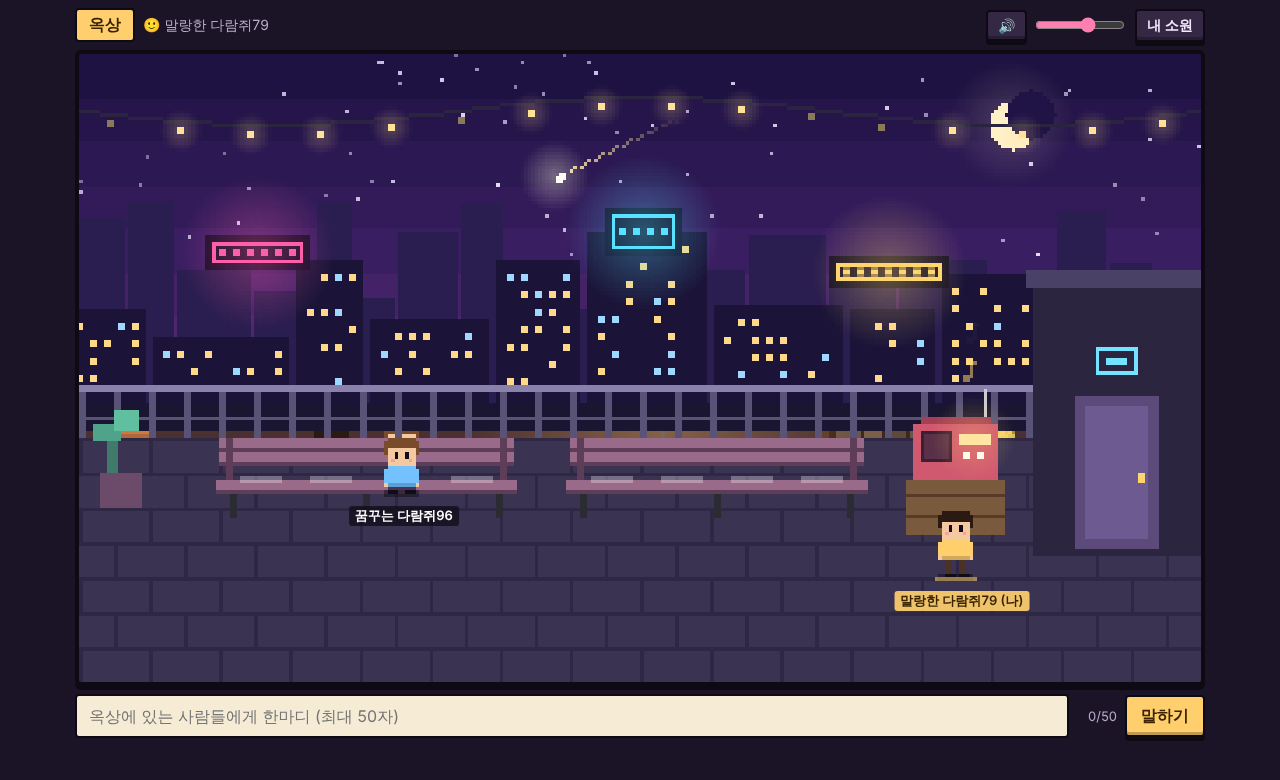 옥상
🙂 말랑한 다람쥐79
🔊
내 소원
꿈꾸는 다람쥐96
말랑한 다람쥐79 (나)
옥상에 있는 사람들에게 한마디 (최대 50자)
0/50
말하기